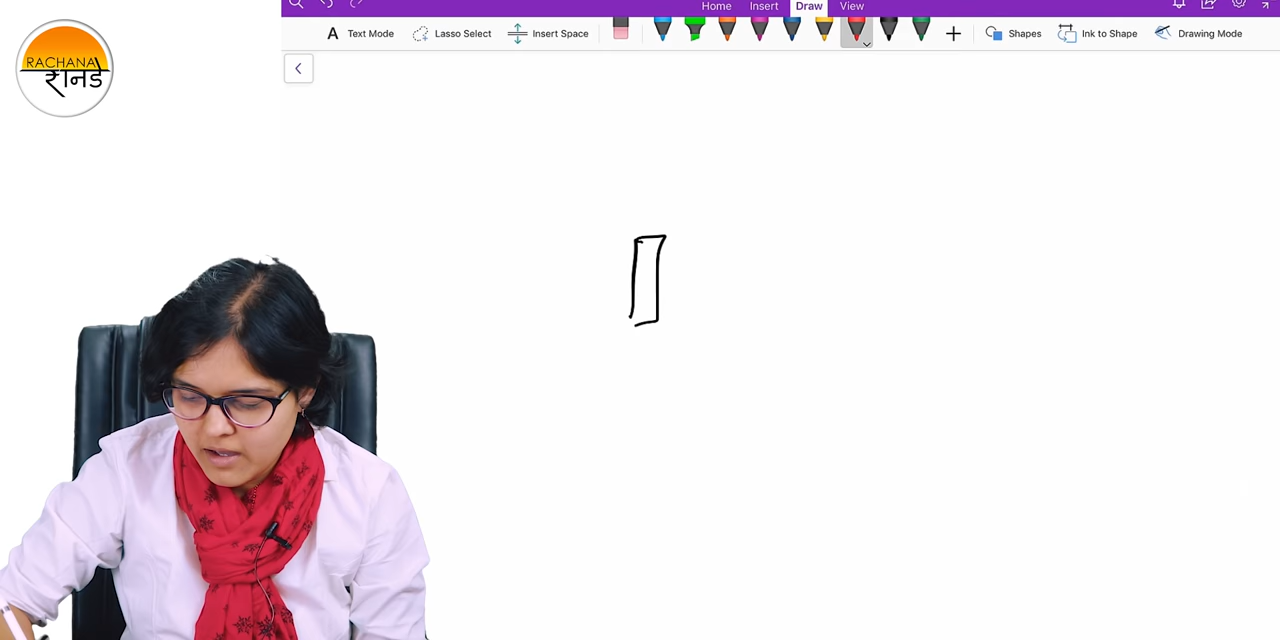 RACHANA
रानडे
Home Insert Draw View
A Text Mode Lasso Select Insert Space Shapes Ink to Shape Drawing Mode